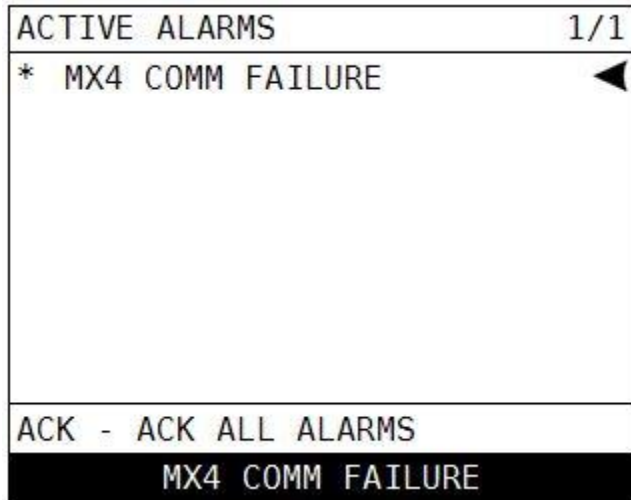 ACTIVE ALARMS 1/1
* MX4 COMM FAILURE ◀
ACK - ACK ALL ALARMS
MX4 COMM FAILURE